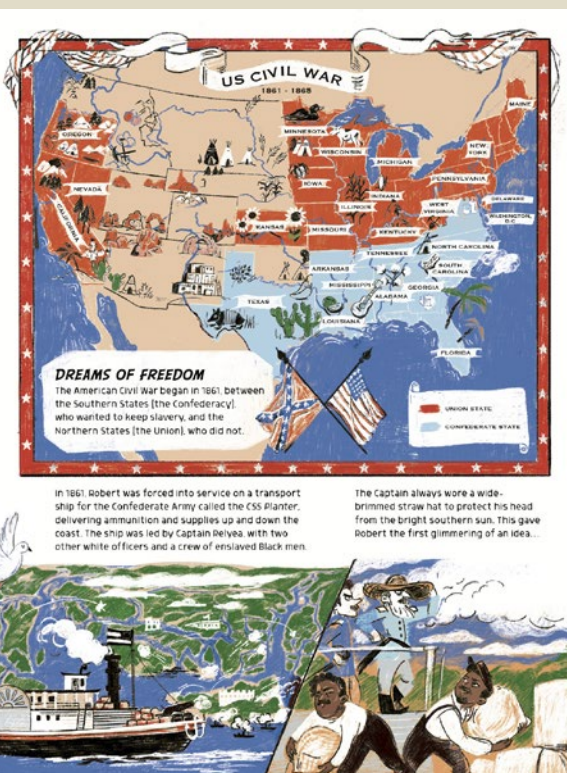 US CIVIL WAR
1861 - 1865
MAINE
OREGON
MINNESOTA
WISCONSIN
MICHIGAN
NEW
YORK
NEVADA
IOWA
PENNSYLVANIA
CALIFORNIA
ILLINOIS
INDIANA
WEST
VIRGINIA
DELAWARE
WASHINGTON,
D.C
KANSAS
MISSOURI
KENTUCKY
TENNESSEE
NORTH CAROLINA
ARKANSAS
SOUTH
CAROLINA
MISSISSIPPI
GEORGIA
ALABAMA
TEXAS
LOUISIANA
FLORIDA
DREAMS OF FREEDOM
The American Civil War began in 1861, between
the Southern States (the Confederacy),
who wanted to keep slavery, and the
Northern States (the Union), who did not.
UNION STATE
CONFEDERATE STATE
In 1861, Robert was forced into service on a transport
ship for the Confederate Army called the CSS Planter,
delivering ammunition and supplies up and down the
coast. The ship was led by Captain Relyea, with two
other white officers and a crew of enslaved Black men.
The Captain always wore a wide-
brimmed straw hat to protect his head
from the bright southern sun. This gave
Robert the first glimmering of an idea...